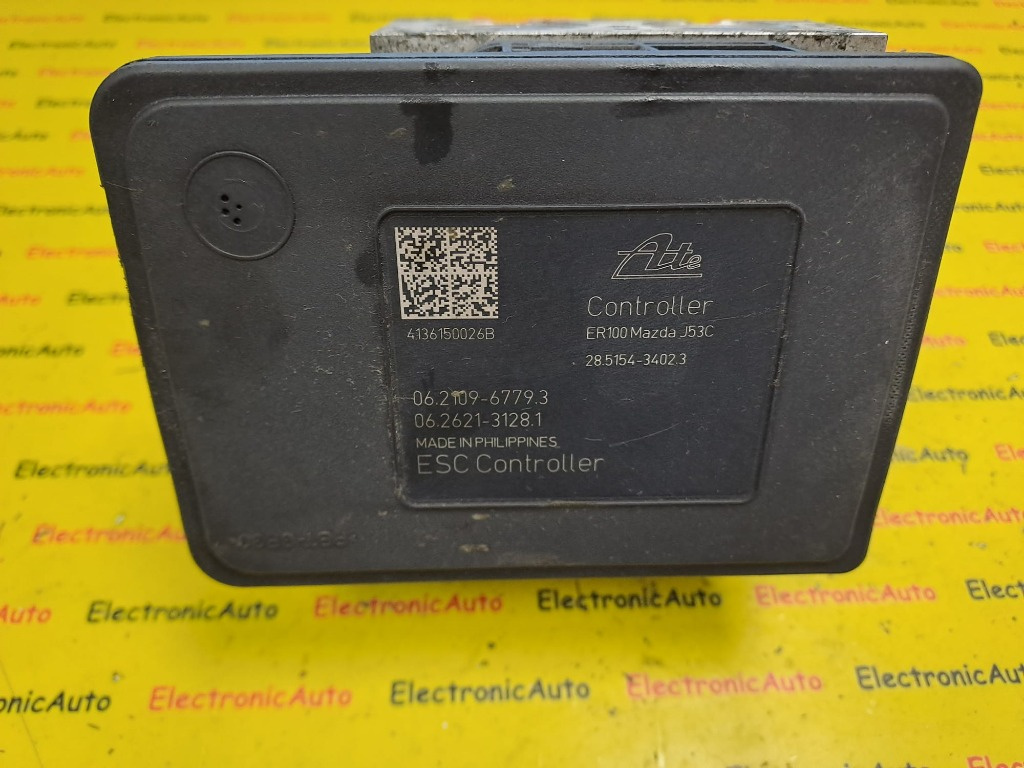 Ate
Controller
4136150026B
ER100 Mazda J53C
28.5154-3402.3
06.2109-6779.3
06.2621-3128.1
MADE IN PHILIPPINES
ESC Controller
ElectronicAuto
ElectronicAuto
ElectronicAuto
ElectronicAuto
ElectronicAuto
ElectronicAuto
ElectronicAuto
ElectronicAuto
ElectronicAuto
ElectronicAuto